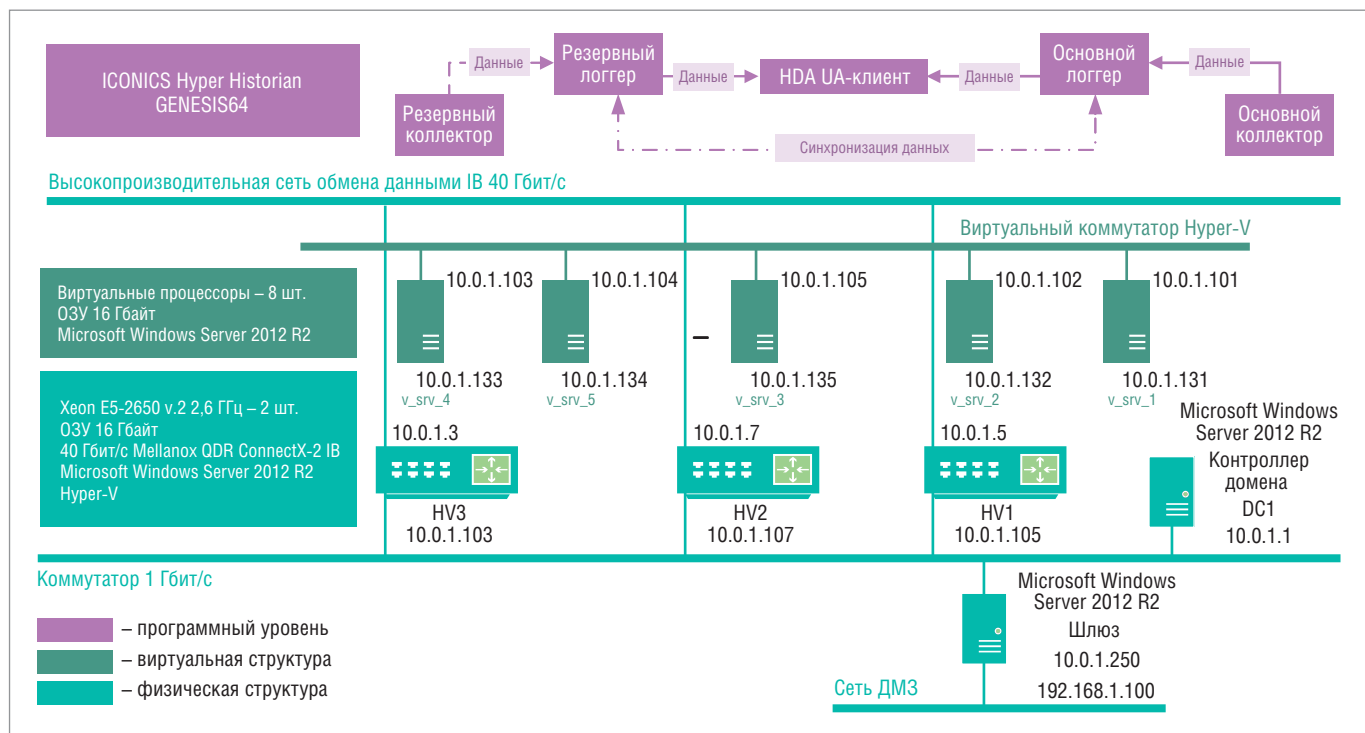 ICONICS Hyper Historian
GENESIS64
Данные
Резервный
логгер
Данные
HDA UA-клиент
Данные
Основной
логгер
Данные
Резервный
коллектор
Основной
коллектор
Синхронизация данных
Высокопроизводительная сеть обмена данными IB 40 Гбит/с
Виртуальный коммутатор Hyper-V
Виртуальные процессоры – 8 шт.
ОЗУ 16 Гбайт
Microsoft Windows Server 2012 R2
10.0.1.103
10.0.1.104
10.0.1.105
10.0.1.102
10.0.1.101
–
10.0.1.133
v_srv_4
10.0.1.134
v_srv_5
10.0.1.135
v_srv_3
10.0.1.132
v_srv_2
10.0.1.131
v_srv_1
Xeon E5-2650 v.2 2,6 ГГц – 2 шт.
ОЗУ 16 Гбайт
40 Гбит/с Mellanox QDR ConnectX-2 IB
Microsoft Windows Server 2012 R2
Hyper-V
10.0.1.3
HV3
10.0.1.103
10.0.1.7
HV2
10.0.1.107
10.0.1.5
HV1
10.0.1.105
Microsoft Windows
Server 2012 R2
Контроллер
домена
DC1
10.0.1.1
Коммутатор 1 Гбит/с
– программный уровень
– виртуальная структура
– физическая структура
Microsoft Windows
Server 2012 R2
Шлюз
10.0.1.250
192.168.1.100
Сеть ДМЗ